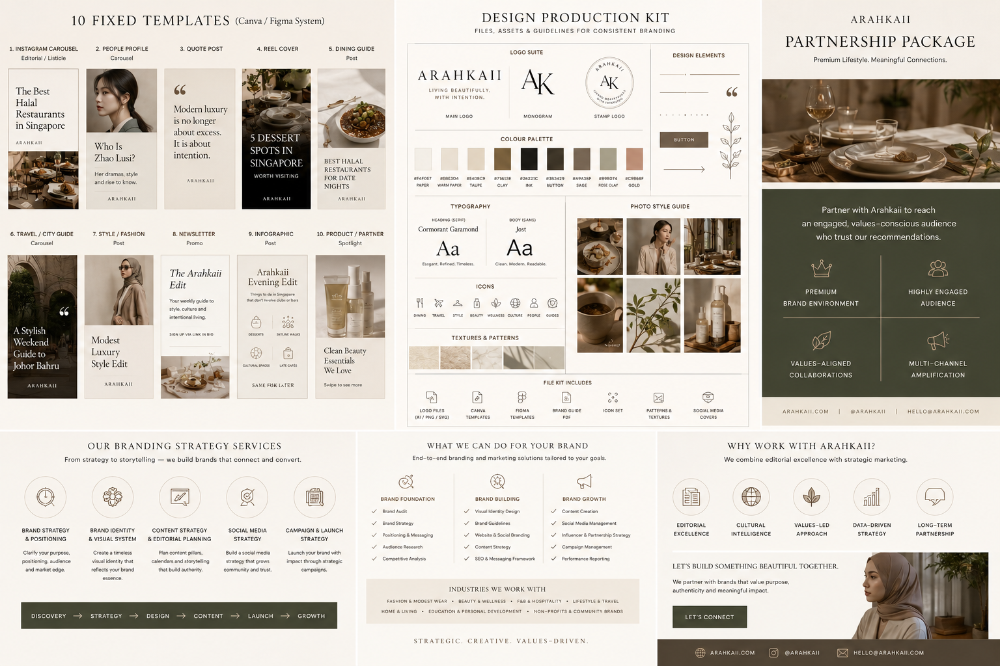 10 FIXED TEMPLATES (Canva / Figma System)
1. INSTAGRAM CAROUSEL
Editorial / Listicle
The Best
Halal
Restaurants
in Singapore
ARAHKAII
2. PEOPLE PROFILE
Carousel
Who Is
Zhao Lusi?
Her dramas, style
and rise to know.
ARAHKAII
3. QUOTE POST
“
Modern luxury
is no longer
about excess.
It is about
intention.
ARAHKAII
4. REEL COVER
5 DESSERT
SPOTS IN
SINGAPORE
WORTH VISITING
ARAHKAII
5. DINING GUIDE
Post
BEST HALAL
RESTAURANTS
FOR DATE
NIGHTS
ARAHKAII
6. TRAVEL / CITY GUIDE
Carousel
“
A Stylish
Weekend
Guide to
Johor Bahru
ARAHKAII
7. STYLE / FASHION
Post
Modest
Luxury
Style Edit
ARAHKAII
8. NEWSLETTER
Promo
The Arahkaii
Edit
Your weekly guide to
style, culture and
intentional living.
SIGN UP VIA LINK IN BIO
9. INFOGRAPHIC
Post
Arahkaii
Evening Edit
Things to do in Singapore
that don't involve clubs or bars
DESSERTS
SKYLINE WALKS
CULTURAL SPACES
LATE CAFÉS
SAVE FOR LATER
10. PRODUCT / PARTNER
Spotlight
Clean Beauty
Essentials
We Love
Swipe to see more
DESIGN PRODUCTION KIT
FILES, ASSETS & GUIDELINES FOR CONSISTENT BRANDING
LOGO SUITE
ARAHKAII
LIVING BEAUTIFULLY,
WITH INTENTION.
MAIN LOGO
AK
MONOGRAM
ARAHKAII
AK
STAMP LOGO
DESIGN ELEMENTS
“
BUTTON
COLOUR PALETTE
#F4F0E7
PAPER
#EBE3D4
WARM PAPER
#E4D8C9
TAUPE
#71613E
CLAY
#26221C
INK
#3B3429
BUTTON
#APA36F
SAGE
#B9BD74
ROSE CLAY
#C9B66F
GOLD
TYPOGRAPHY
HEADING (SERIF)
Cormorant Garamond
Aa
Elegant. Refined. Timeless.
BODY (SANS)
Jost
Aa
Clean. Modern. Readable.
PHOTO STYLE GUIDE
ICONS
DINING
TRAVEL
STYLE
BEAUTY
WELLNESS
CULTURE
PEOPLE
GUIDES
TEXTURES & PATTERNS
FILE KIT INCLUDES
LOGO FILES
(AI / PNG / SVG)
CANVA
TEMPLATES
FIGMA
TEMPLATES
BRAND GUIDE
PDF
ICON SET
PATTERNS &
TEXTURES
SOCIAL MEDIA
COVERS
ARAHKAII
PARTNERSHIP PACKAGE
Premium Lifestyle. Meaningful Connections.
Partner with Arahkaii to reach
an engaged, values–conscious audience
who trust our recommendations.
PREMIUM
BRAND ENVIRONMENT
HIGHLY ENGAGED
AUDIENCE
VALUES–ALIGNED
COLLABORATIONS
MULTI–CHANNEL
AMPLIFICATION
ARAHKAII.COM | @ARAHKAII | HELLO@ARAHKAII.COM
OUR BRANDING STRATEGY SERVICES
From strategy to storytelling — we build brands that connect and convert.
BRAND STRATEGY
& POSITIONING
Clarify your purpose,
positioning, audience
and market edge.
BRAND IDENTITY
& VISUAL SYSTEM
Create a timeless
visual identity that
reflects your brand
essence.
CONTENT STRATEGY
& EDITORIAL PLANNING
Plan content pillars,
calendars and storytelling
that build authority.
SOCIAL MEDIA
STRATEGY
Build a social media
strategy that grows
community and trust.
CAMPAIGN & LAUNCH
STRATEGY
Launch your brand with
impact through strategic
campaigns.
DISCOVERY → STRATEGY → DESIGN → CONTENT → LAUNCH → GROWTH
WHAT WE CAN DO FOR YOUR BRAND
End–to–end branding and marketing solutions tailored to your goals.
BRAND FOUNDATION
✓ Brand Audit
✓ Brand Strategy
✓ Positioning & Messaging
✓ Audience Research
✓ Competitive Analysis
BRAND BUILDING
✓ Visual Identity Design
✓ Brand Guidelines
✓ Website & Social Branding
✓ Content Strategy
✓ SEO & Messaging Framework
BRAND GROWTH
✓ Content Creation
✓ Social Media Management
✓ Influencer & Partnership Strategy
✓ Campaign Management
✓ Performance Reporting
INDUSTRIES WE WORK WITH
FASHION & MODEST WEAR • BEAUTY & WELLNESS • F&B & HOSPITALITY • LIFESTYLE & TRAVEL
HOME & LIVING • EDUCATION & PERSONAL DEVELOPMENT • NON–PROFITS & COMMUNITY BRANDS
STRATEGIC. CREATIVE. VALUES–DRIVEN.
WHY WORK WITH ARAHKAII?
We combine editorial excellence with strategic marketing.
EDITORIAL
EXCELLENCE
CULTURAL
INTELLIGENCE
VALUES–LED
APPROACH
DATA–DRIVEN
STRATEGY
LONG–TERM
PARTNERSHIP
LET'S BUILD SOMETHING BEAUTIFUL TOGETHER.
We partner with brands that value purpose,
authenticity and meaningful impact.
LET'S CONNECT
ARAHKAII.COM @ARAHKAII HELLO@ARAHKAII.COM